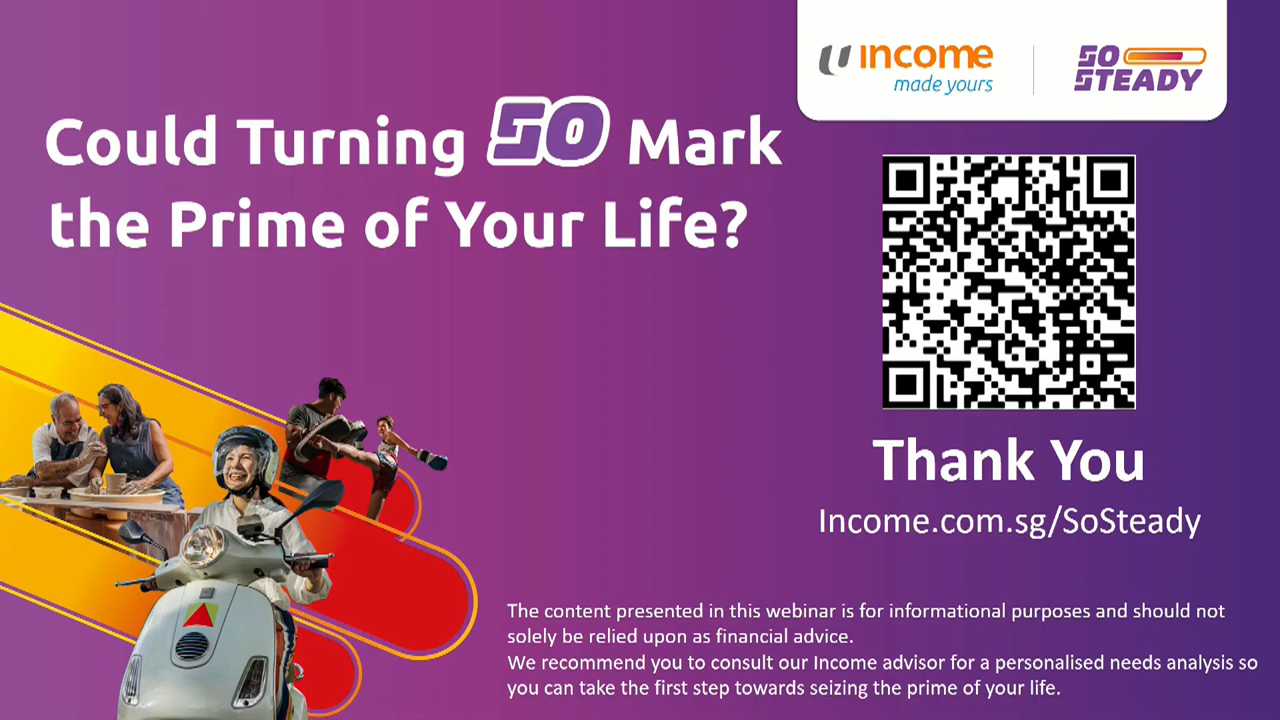 Income
made yours
SO
STEADY
Could Turning 50 Mark
the Prime of Your Life?
Thank You
Income.com.sg/SoSteady
The content presented in this webinar is for informational purposes and should not
solely be relied upon as financial advice.
We recommend you to consult our Income advisor for a personalised needs analysis so
you can take the first step towards seizing the prime of your life.